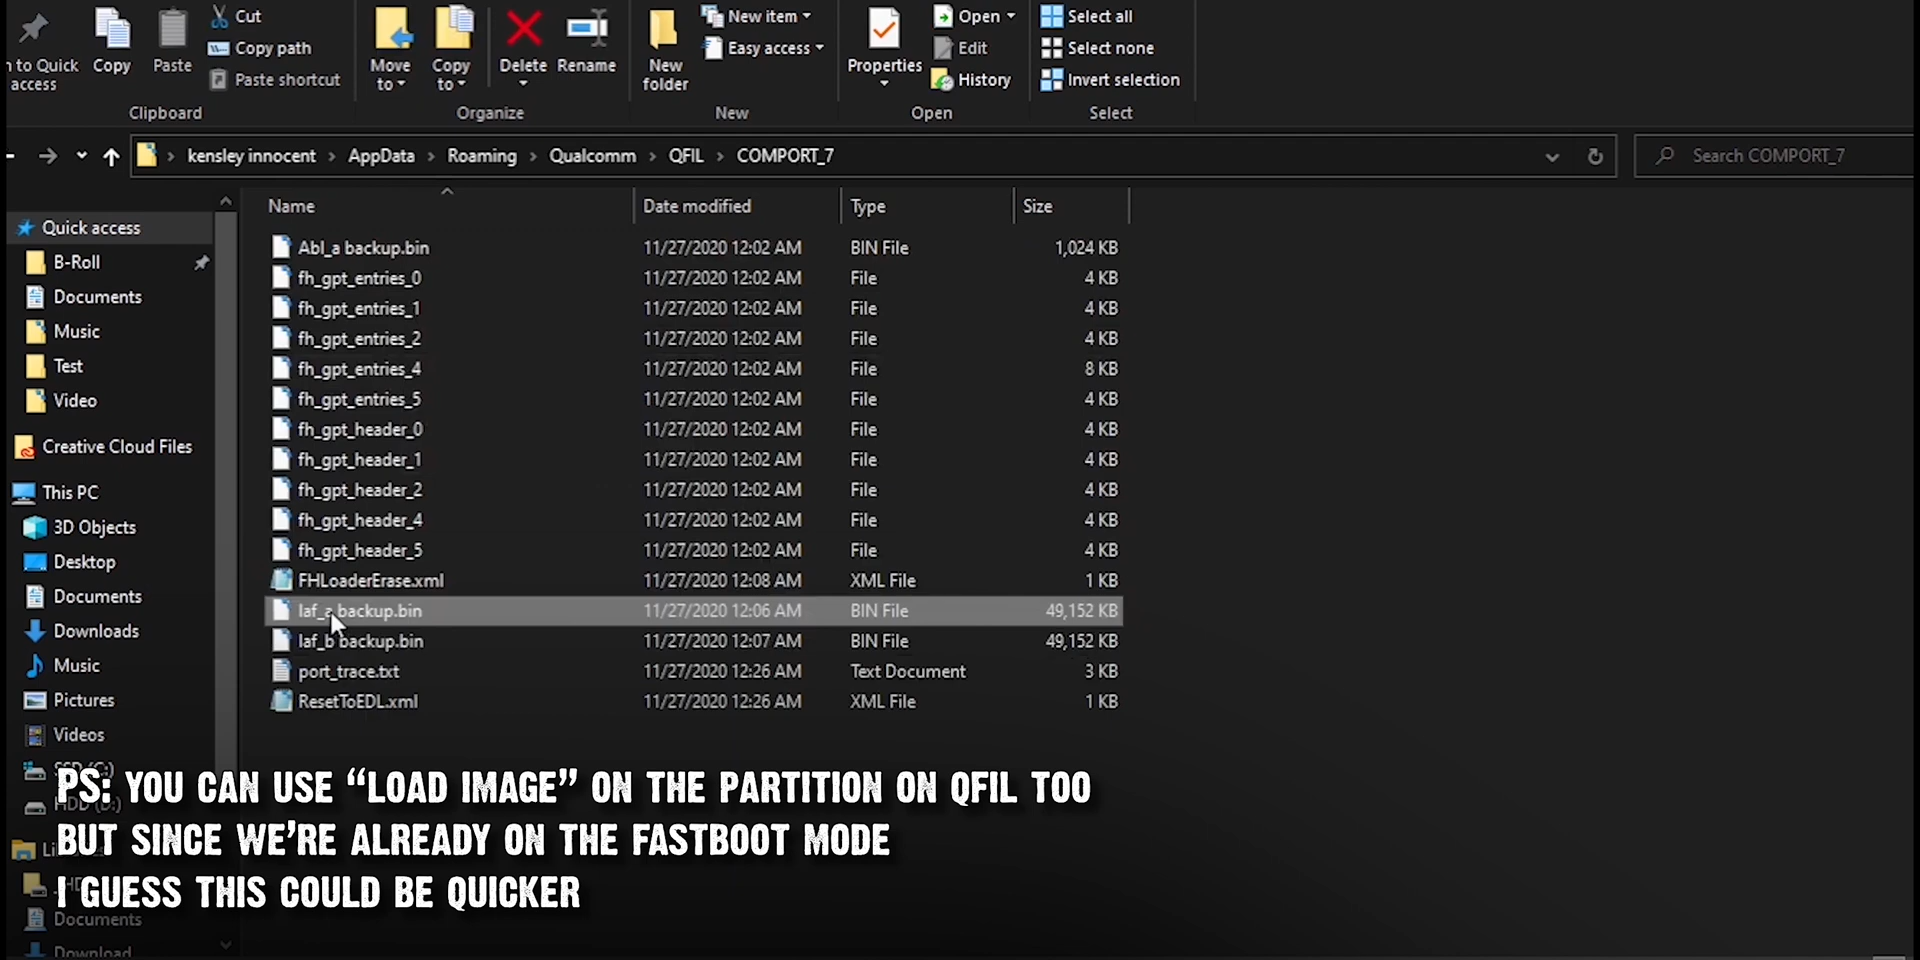 n to Quick access
Copy
Paste
Cut
Copy path
Paste shortcut
Clipboard
Move to
Copy to
Delete
Rename
Organize
New folder
New item
Easy access
New
Properties
Open
Edit
History
Open
Select all
Select none
Invert selection
Select
kensley innocent > AppData > Roaming > Qualcomm > QFIL > COMPORT_7
Search COMPORT_7
Quick access
B-Roll
Documents
Music
Test
Video
Creative Cloud Files
This PC
3D Objects
Desktop
Documents
Downloads
Music
Pictures
Videos
SSD (C:)
HDD (D:)
Documents
Download
Name Date modified Type Size
Abl_a backup.bin 11/27/2020 12:02 AM BIN File 1,024 KB
fh_gpt_entries_0 11/27/2020 12:02 AM File 4 KB
fh_gpt_entries_1 11/27/2020 12:02 AM File 4 KB
fh_gpt_entries_2 11/27/2020 12:02 AM File 4 KB
fh_gpt_entries_4 11/27/2020 12:02 AM File 8 KB
fh_gpt_entries_5 11/27/2020 12:02 AM File 4 KB
fh_gpt_header_0 11/27/2020 12:02 AM File 4 KB
fh_gpt_header_1 11/27/2020 12:02 AM File 4 KB
fh_gpt_header_2 11/27/2020 12:02 AM File 4 KB
fh_gpt_header_4 11/27/2020 12:02 AM File 4 KB
fh_gpt_header_5 11/27/2020 12:02 AM File 4 KB
FHLoaderErase.xml 11/27/2020 12:08 AM XML File 1 KB
laf_a backup.bin 11/27/2020 12:06 AM BIN File 49,152 KB
laf_b backup.bin 11/27/2020 12:07 AM BIN File 49,152 KB
port_trace.txt 11/27/2020 12:26 AM Text Document 3 KB
ResetToEDL.xml 11/27/2020 12:26 AM XML File 1 KB
PS: YOU CAN USE “LOAD IMAGE” ON THE PARTITION ON QFIL TOO
BUT SINCE WE’RE ALREADY ON THE FASTBOOT MODE
I GUESS THIS COULD BE QUICKER